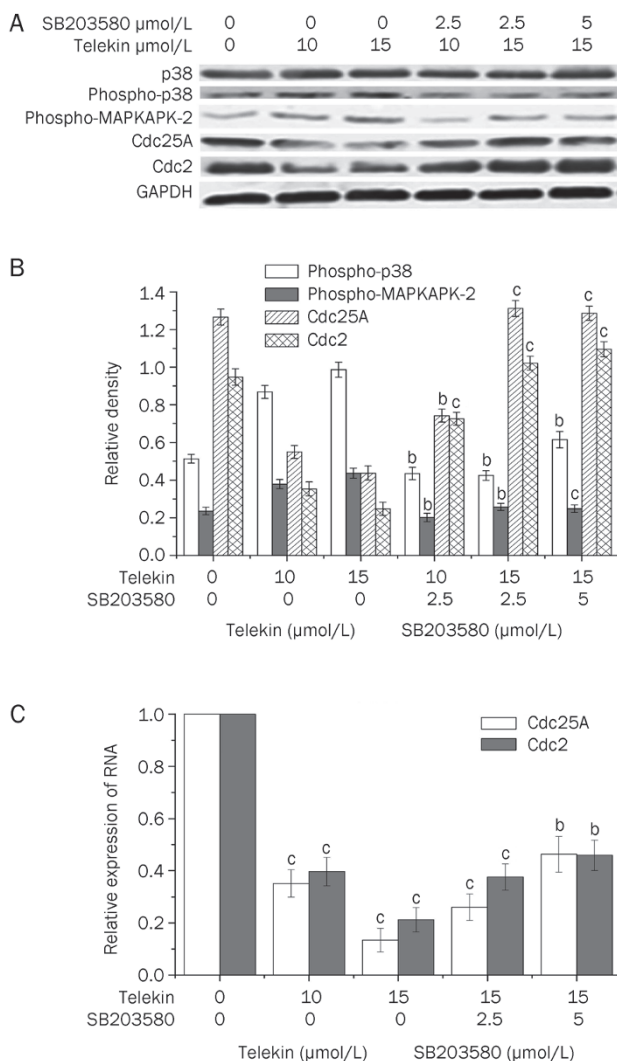 A
SB203580 µmol/L 0 0 0 2.5 2.5 5
Telekin µmol/L 0 10 15 10 15 15
p38
Phospho-p38
Phospho-MAPKAPK-2
Cdc25A
Cdc2
GAPDH
B
Phospho-p38
Phospho-MAPKAPK-2
Cdc25A
Cdc2
Relative density
1.4
1.2
1.0
0.8
0.6
0.4
0.2
0.0
b b c c
b b c c
b c c c
Telekin 0 10 15 10 15 15
SB203580 0 0 0 2.5 2.5 5
Telekin (µmol/L) SB203580 (µmol/L)
C
Cdc25A
Cdc2
Relative expression of RNA
1.0
0.8
0.6
0.4
0.2
0.0
c c c c c c b b
Telekin 0 10 15 15 15
SB203580 0 0 0 2.5 5
Telekin (µmol/L) SB203580 (µmol/L)